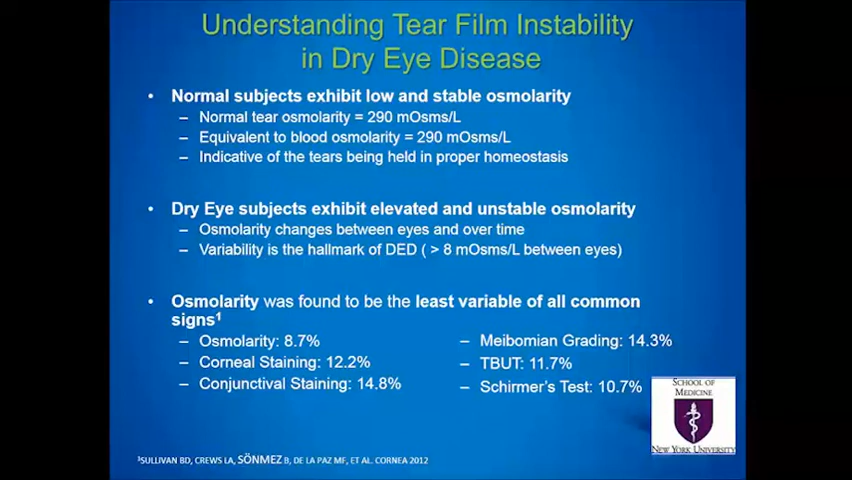 Understanding Tear Film Instability
in Dry Eye Disease
• Normal subjects exhibit low and stable osmolarity
– Normal tear osmolarity = 290 mOsms/L
– Equivalent to blood osmolarity = 290 mOsms/L
– Indicative of the tears being held in proper homeostasis
• Dry Eye subjects exhibit elevated and unstable osmolarity
– Osmolarity changes between eyes and over time
– Variability is the hallmark of DED ( > 8 mOsms/L between eyes)
• Osmolarity was found to be the least variable of all common
signs¹
– Osmolarity: 8.7%
– Corneal Staining: 12.2%
– Conjunctival Staining: 14.8%
– Meibomian Grading: 14.3%
– TBUT: 11.7%
– Schirmer's Test: 10.7%
SCHOOL OF
MEDICINE
NEW YORK UNIVERSITY
¹SULLIVAN BD, CREWS LA, SÖNMEZ B, DE LA PAZ MF, ET AL. CORNEA 2012